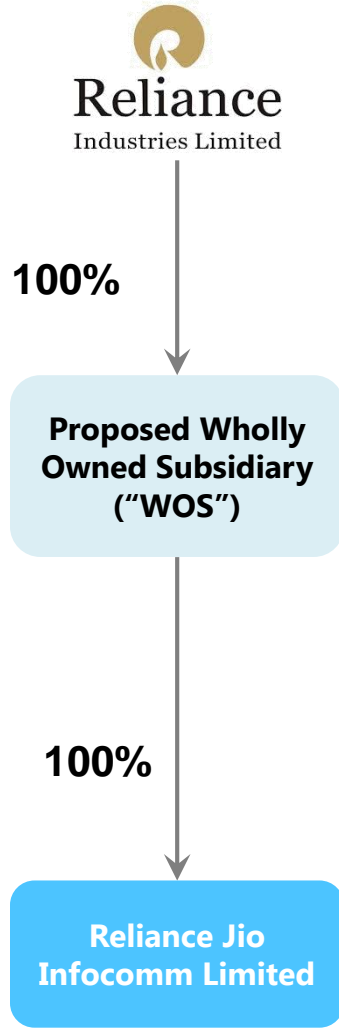 Reliance
Industries Limited
100%
Proposed Wholly
Owned Subsidiary
(“WOS”)
100%
Reliance Jio
Infocomm Limited